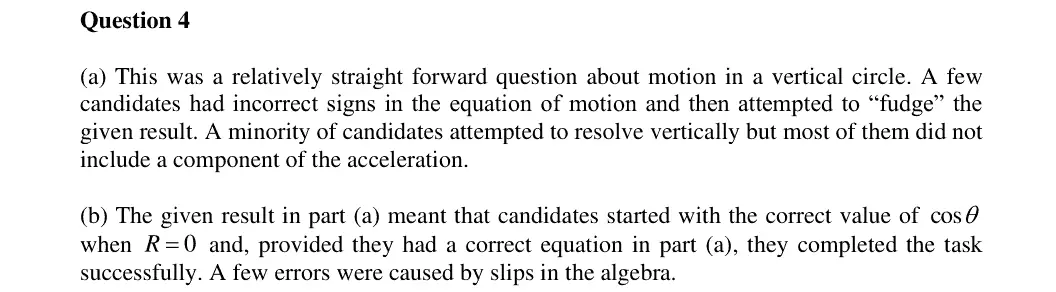 Question 4
(a) This was a relatively straight forward question about motion in a vertical circle. A few
candidates had incorrect signs in the equation of motion and then attempted to “fudge” the
given result. A minority of candidates attempted to resolve vertically but most of them did not
include a component of the acceleration.
(b) The given result in part (a) meant that candidates started with the correct value of cos θ
when R = 0 and, provided they had a correct equation in part (a), they completed the task
successfully. A few errors were caused by slips in the algebra.